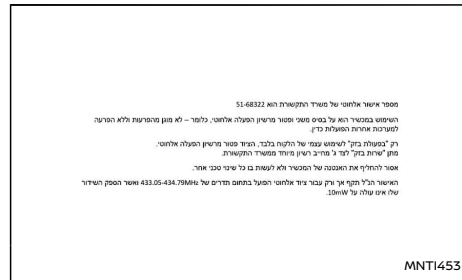 מספר אישור אלחוטי של משרד התקשורת הוא 51-68322
השימוש במכשיר הוא על בסיס משני ופטור מרשיון הפעלה אלחוטי, כלומר – לא מוגן מהפרעות וללא הפרעה
למערכות אחרות הפועלות כדין.
רק "בפעולת בזק" לשימוש עצמי של הלקוח בלבד, הציוד פטור מרשיון הפעלה אלחוטי.
מתן "שרות בזק" לצד ג' מחייב רשיון מיוחד ממשרד התקשורת.
אסור להחליף את האנטנה של המכשיר ולא לעשות בו כל שינוי טכני אחר.
האישור הנ"ל תקף אך ורק עבור ציוד אלחוטי הפועל בתחום תדרים של 433.05-434.79MHz ואשר הספק השידור
שלו אינו עולה על 10mW.
MNTI453